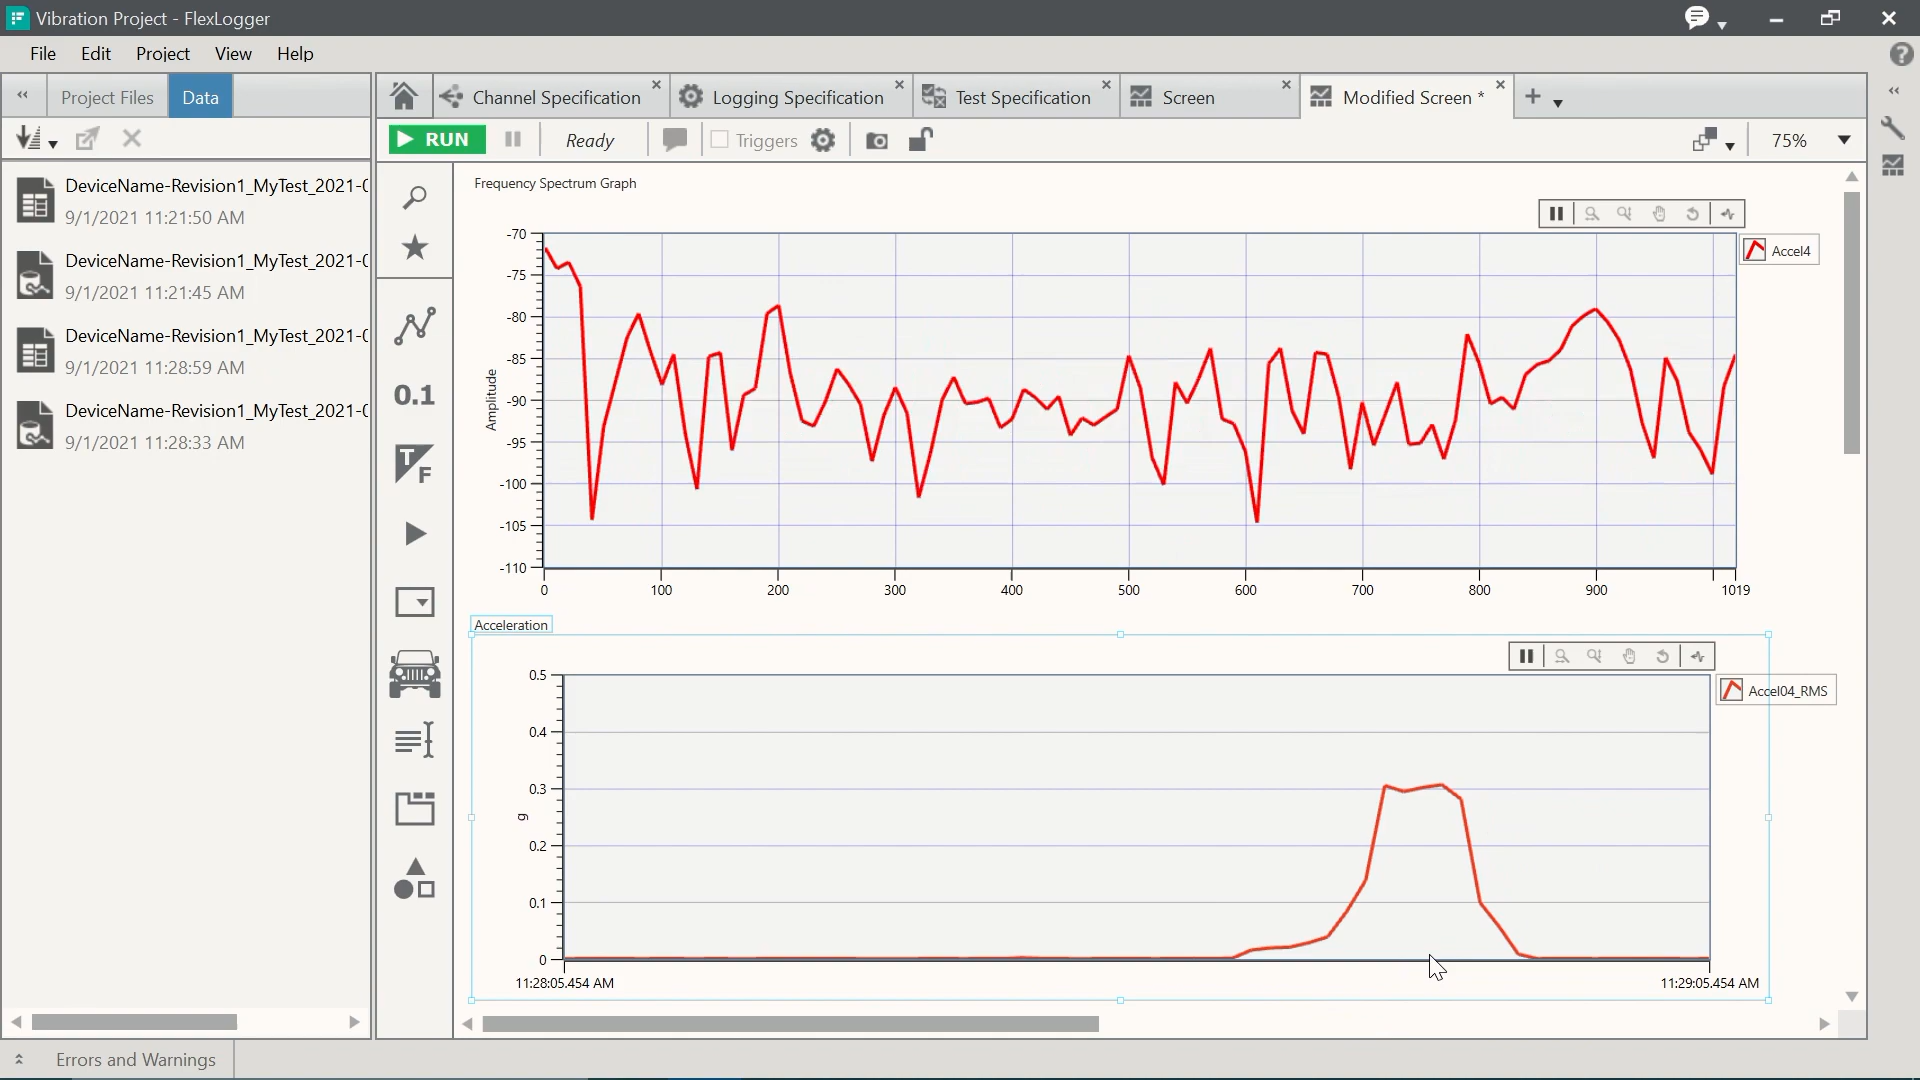 Vibration Project - FlexLogger
File Edit Project View Help
Project Files Data
Channel Specification Logging Specification Test Specification Screen Modified Screen *
RUN Ready Triggers 75%
DeviceName-Revision1_MyTest_2021-0
9/1/2021 11:21:50 AM
DeviceName-Revision1_MyTest_2021-0
9/1/2021 11:21:45 AM
DeviceName-Revision1_MyTest_2021-0
9/1/2021 11:28:59 AM
DeviceName-Revision1_MyTest_2021-0
9/1/2021 11:28:33 AM
0.1
T F
Frequency Spectrum Graph
Accel4
Amplitude
-70
-75
-80
-85
-90
-95
-100
-105
-110
0 100 200 300 400 500 600 700 800 900 1019
Acceleration
Accel04_RMS
g
0.5
0.4
0.3
0.2
0.1
0
11:28:05.454 AM 11:29:05.454 AM
Errors and Warnings